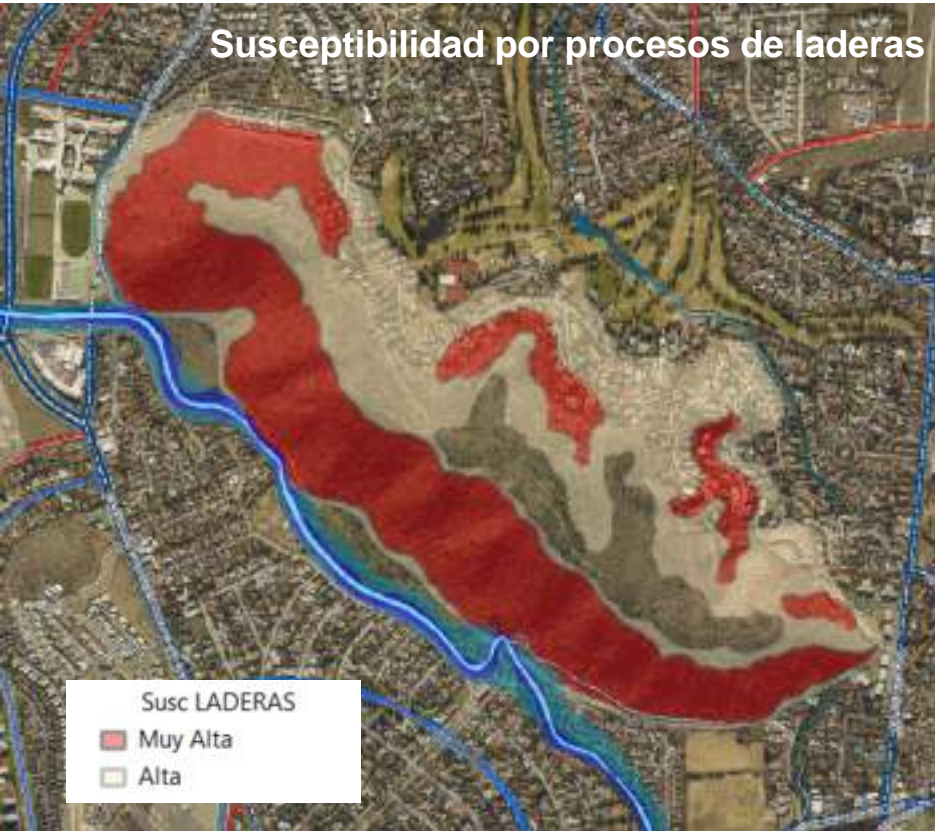 Susceptibilidad por procesos de laderas
Susc LADERAS
Muy Alta
Alta